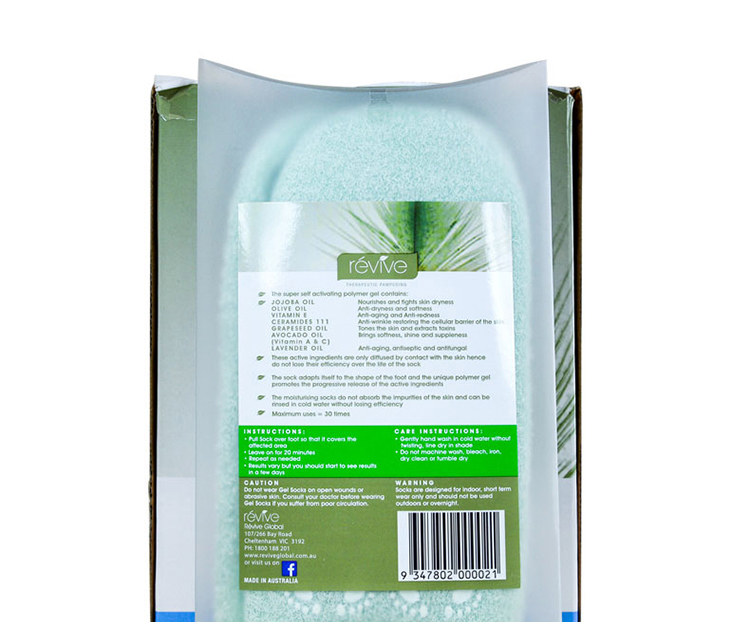 révive
THERAPEUTIC PAMPERING
The super self activating polymer gel contains:
JOJOBA OIL Nourishes and fights skin dryness
OLIVE OIL Anti-dryness and softness
VITAMIN E Anti-aging and Anti-redness
CERAMIDES 111 Anti-wrinkle restoring the cellular barrier of the skin
GRAPESEED OIL Tones the skin and extracts toxins
AVOCADO OIL Brings softness, shine and suppleness
(Vitamin A & C)
LAVENDER OIL Anti-aging, antiseptic and antifungal
These active ingredients are only diffused by contact with the skin hence
do not lose their efficiency over the life of the sock
The sock adapts itself to the shape of the foot and the unique polymer gel
promotes the progressive release of the active ingredients
The moisturising socks do not absorb the impurities of the skin and can be
rinsed in cold water without losing efficiency
Maximum uses = 30 times
INSTRUCTIONS:
• Pull Sock over foot so that it covers the
affected area
• Leave on for 20 minutes
• Repeat as needed
• Results vary but you should start to see results
in a few days
CARE INSTRUCTIONS:
• Gently hand wash in cold water without
twisting, line dry in shade
• Do not machine wash, bleach, iron,
dry clean or tumble dry
CAUTION
Do not wear Gel Socks on open wounds or
abrasive skin. Consult your doctor before wearing
Gel Socks if you suffer from poor circulation.
WARNING
Socks are designed for indoor, short term
wear only and should not be used
outdoors or overnight.
révive
Révive Global
107/266 Bay Road
Cheltenham VIC 3192
PH: 1800 188 201
www.reviveglobal.com.au
or visit us on f
MADE IN AUSTRALIA
9 347802 000021